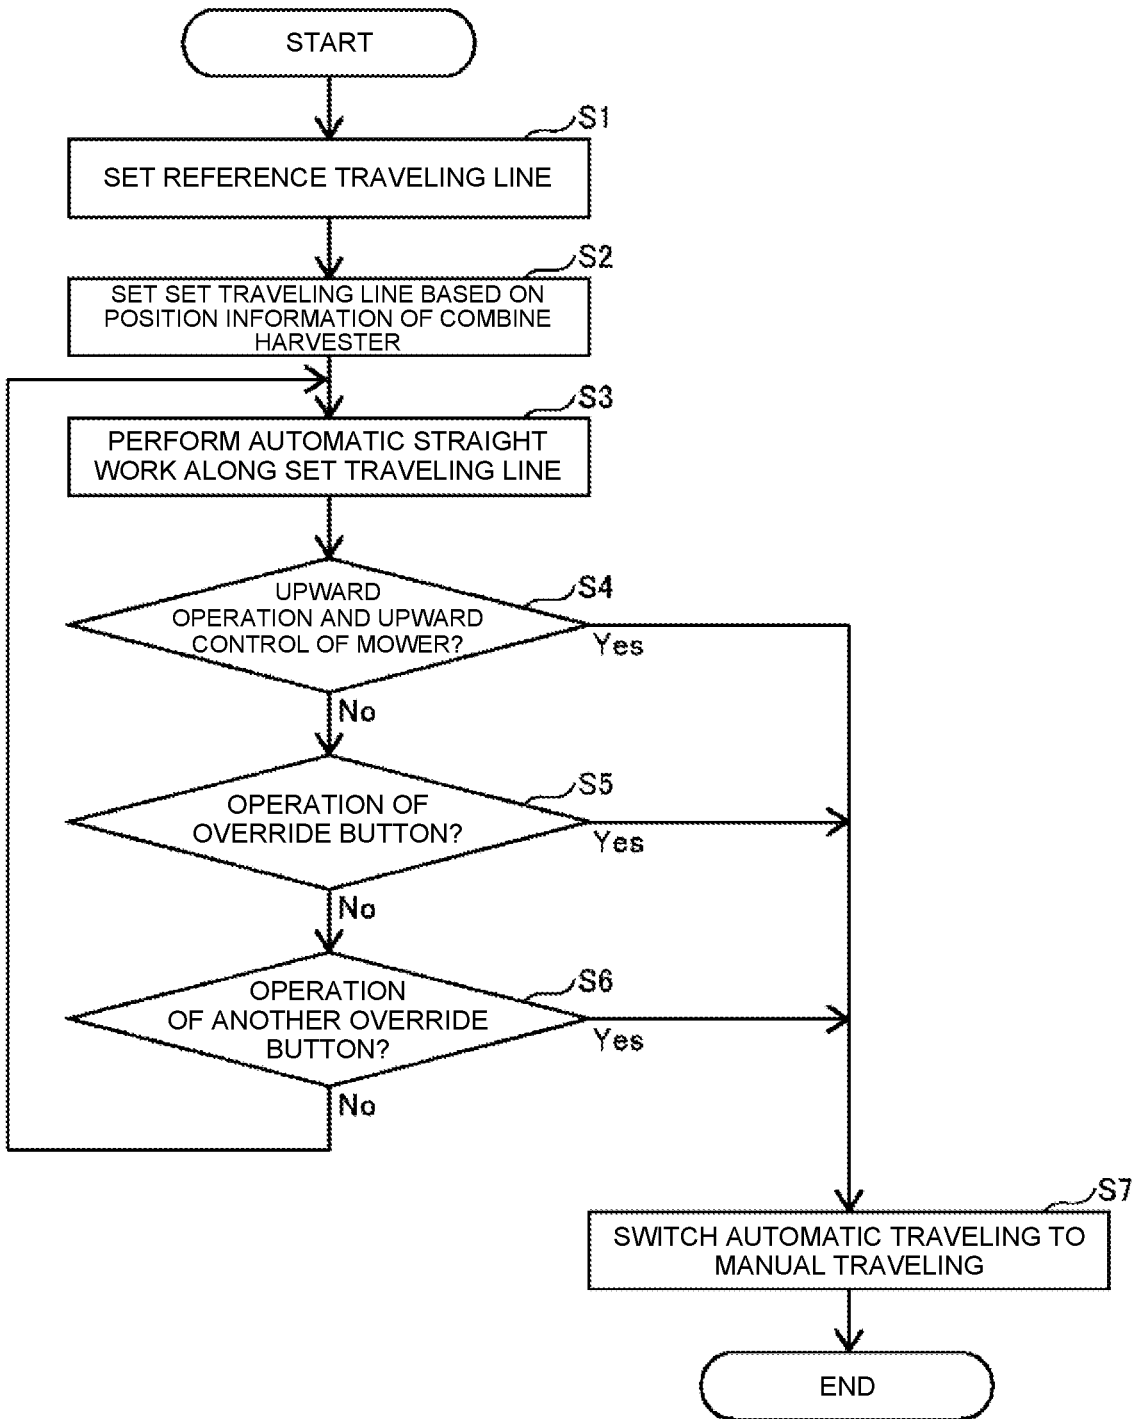 START
S1
SET REFERENCE TRAVELING LINE
S2
SET SET TRAVELING LINE BASED ON
POSITION INFORMATION OF COMBINE
HARVESTER
S3
PERFORM AUTOMATIC STRAIGHT
WORK ALONG SET TRAVELING LINE
S4
UPWARD
OPERATION AND UPWARD
CONTROL OF MOWER?
Yes
No
S5
OPERATION OF
OVERRIDE BUTTON?
Yes
No
S6
OPERATION
OF ANOTHER OVERRIDE
BUTTON?
Yes
No
S7
SWITCH AUTOMATIC TRAVELING TO
MANUAL TRAVELING
END